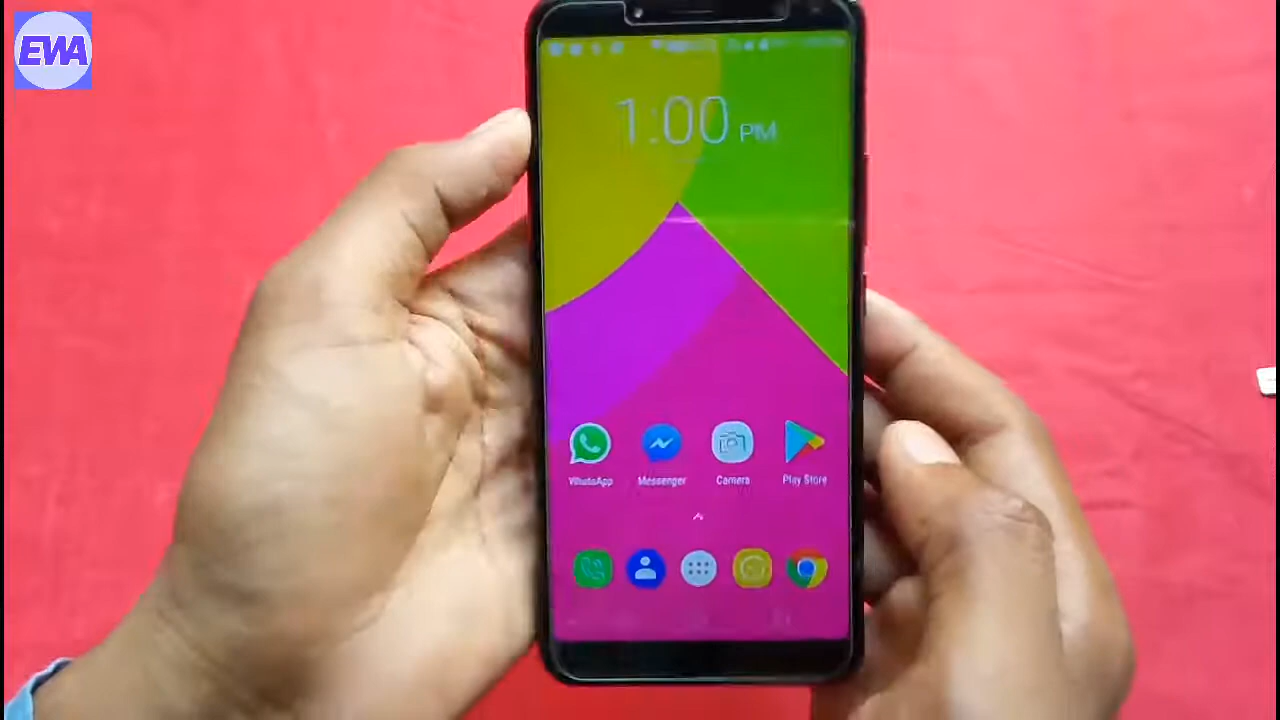 EWA
1:00 PM
WhatsApp
Messenger
Camera
Play Store